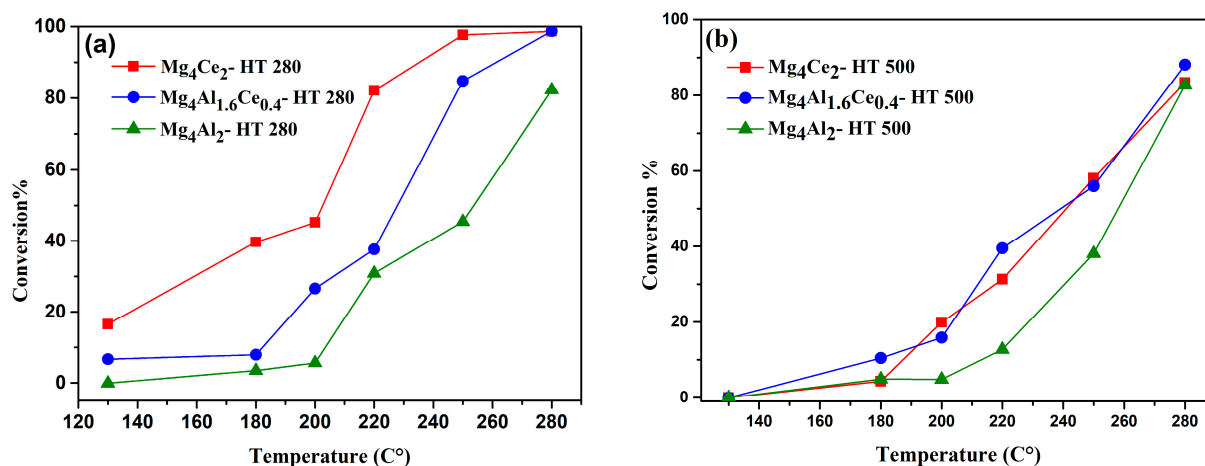 (a)
Mg4Ce2- HT 280
Mg4Al1.6Ce0.4- HT 280
Mg4Al2- HT 280
Conversion%
100
80
60
40
20
0
120 140 160 180 200 220 240 260 280
Temperature (C°)
(b)
Mg4Ce2- HT 500
Mg4Al1.6Ce0.4- HT 500
Mg4Al2- HT 500
Conversion %
100
80
60
40
20
0
140 160 180 200 220 240 260 280
Temperature (C°)